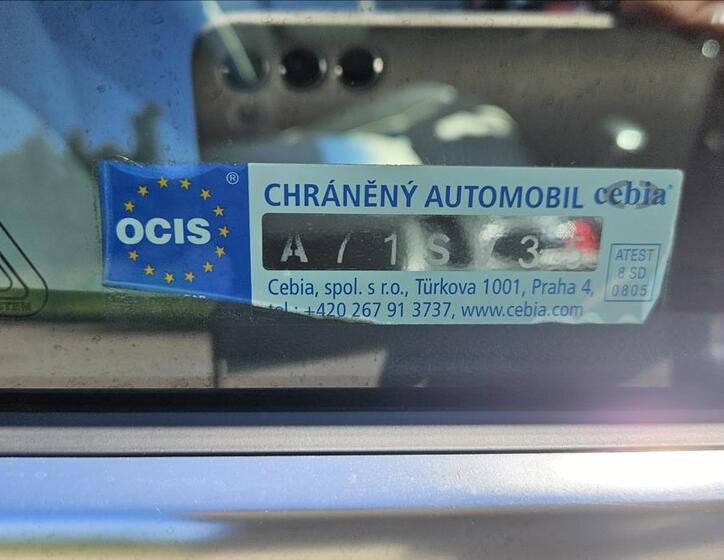 OCIS
®
CHRÁNĚNÝ AUTOMOBIL cebia®
ATEST
8 SD
0805
Cebia, spol. s r.o., Türkova 1001, Praha 4,
tel.: +420 267 91 3737, www.cebia.com